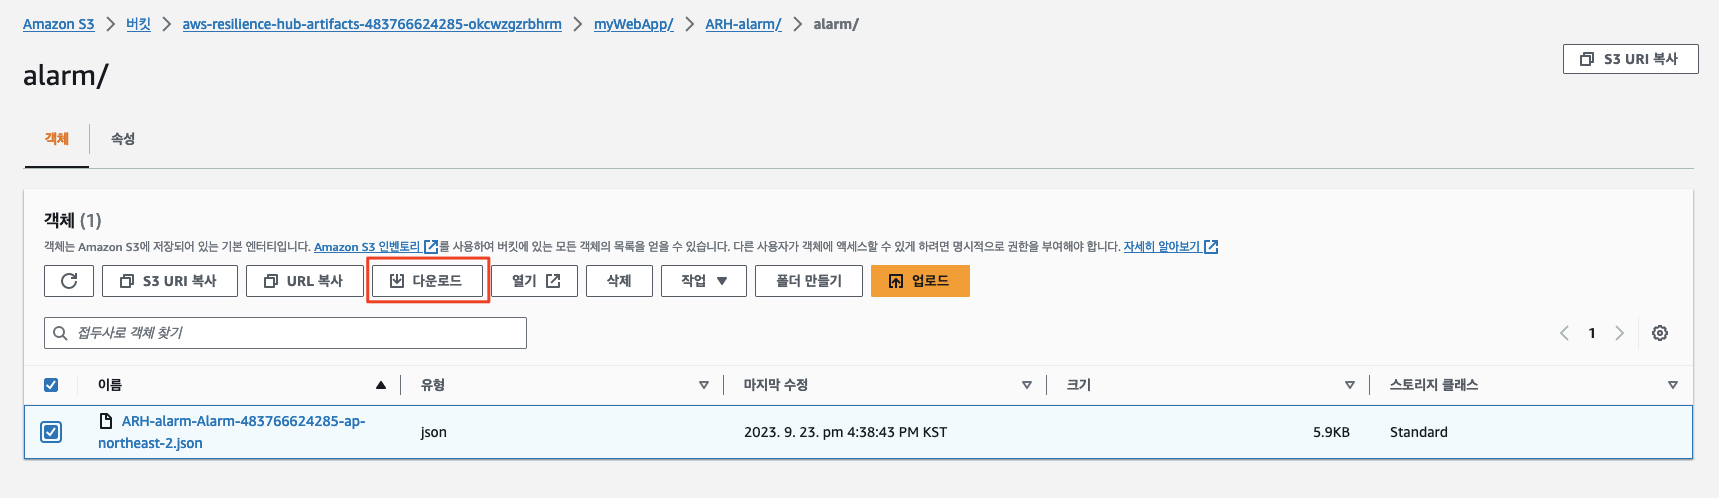 Amazon S3 > 버킷 > aws-resilience-hub-artifacts-483766624285-okcwzgzrbhrm > myWebApp/ > ARH-alarm/ > alarm/
alarm/
S3 URI 복사
객체 속성
객체 (1)
객체는 Amazon S3에 저장되어 있는 기본 엔터티입니다. Amazon S3 인벤토리를 사용하여 버킷에 있는 모든 객체의 목록을 얻을 수 있습니다. 다른 사용자가 객체에 액세스할 수 있게 하려면 명시적으로 권한을 부여해야 합니다. 자세히 알아보기
S3 URI 복사 URL 복사 다운로드 열기 삭제 작업 폴더 만들기 업로드
접두사로 객체 찾기 1
이름 유형 마지막 수정 크기 스토리지 클래스
ARH-alarm-Alarm-483766624285-ap-
northeast-2.json json 2023. 9. 23. pm 4:38:43 PM KST 5.9KB Standard